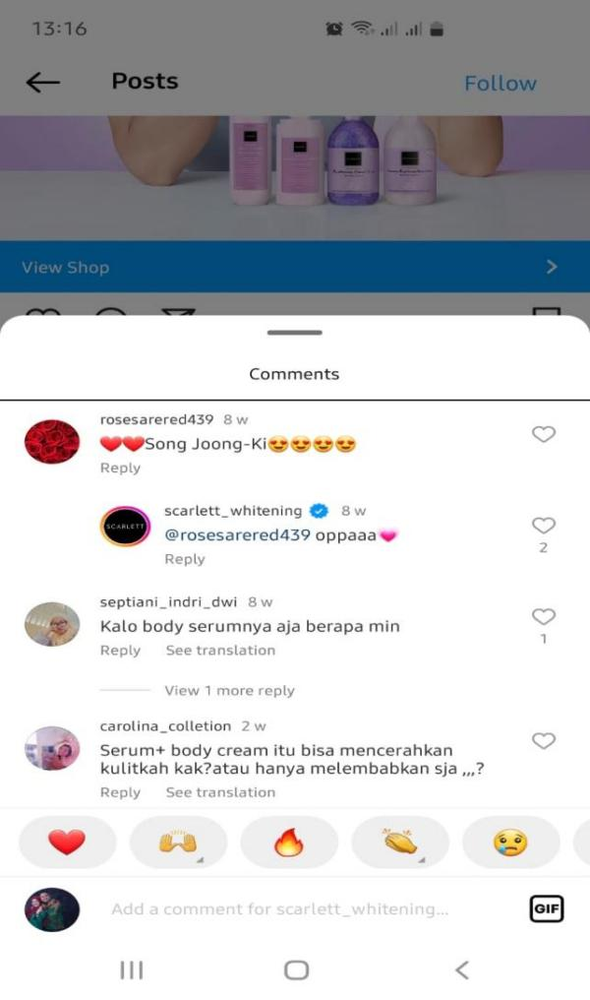 13:16
Posts
Follow
View Shop
Comments
rosesarered439 8 w
❤️❤️Song Joong-Ki😍😍😍😍
Reply
SCARLETT
scarlett_whitening 8 w
@rosesarered439 oppaaa💗
2
Reply
septiani_indri_dwi 8 w
Kalo body serumnya aja berapa min
1
Reply See translation
View 1 more reply
carolina_colletion 2 w
Serum+ body cream itu bisa mencerahkan
kulitkah kak?atau hanya melembabkan sja ,,,?
Reply See translation
Add a comment for scarlett_whitening...
GIF